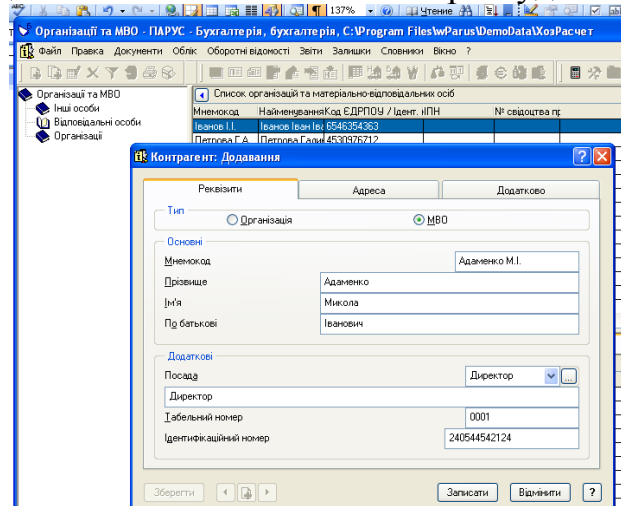 137% Чтение
Організації та МВО - ПАРУС - Бухгалтерія, бухгалтерія, C:\Program Files\wParus\DemoData\ХозРасчет
Файл Правка Документи Облік Оборотні відомості Звіти Залишки Словники Вікно ?
Організації та МВО
Інші особи
Відповідальні особи
Організації
Список організацій та матеріально-відповідальних осіб
Мнемокод Найменування Код ЄДРПОУ / Ідент. ІПН № свідоцтва пр
Іванов І.І. Іванов Іван Іва 6546354363
Петрова Г.А. Петрова Гали 4530976712
Контрагент: Додавання
Реквізити Адреса Додатково
Тип
Організація МВО
Основні
Мнемокод Адаменко М.І.
Прізвище Адаменко
Ім'я Микола
По батькові Іванович
Додаткові
Посада Директор ...
Директор
Табельний номер 0001
Ідентифікаційний номер 240544542124
Зберегти Записати Відмінити ?